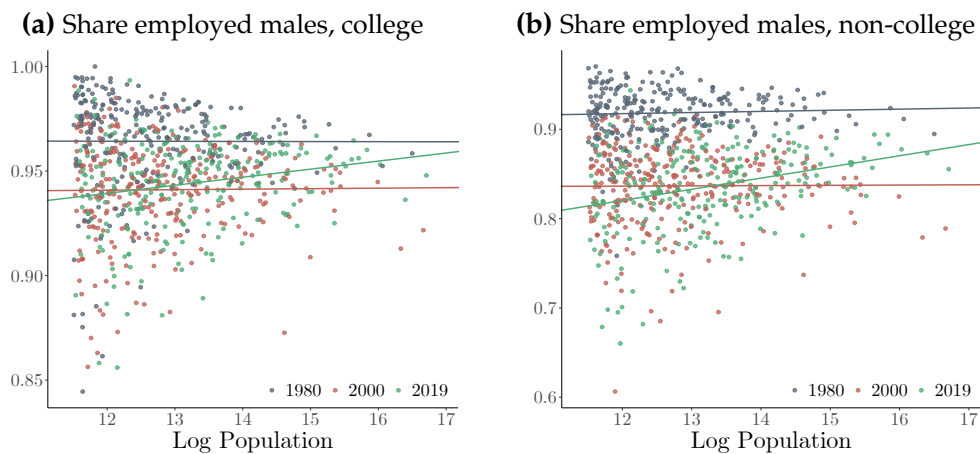 (a) Share employed males, college
1.00
0.95
0.90
0.85
12 13 14 15 16 17
Log Population
1980 2000 2019
(b) Share employed males, non-college
0.9
0.8
0.7
0.6
12 13 14 15 16 17
Log Population
1980 2000 2019